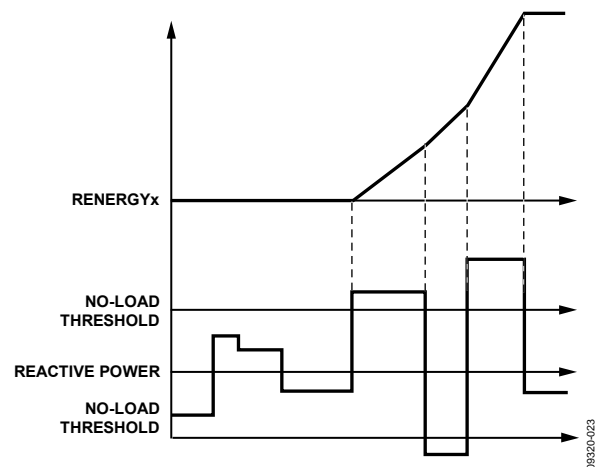 RENERGYx
NO-LOAD
THRESHOLD
REACTIVE POWER
NO-LOAD
THRESHOLD
09320-023